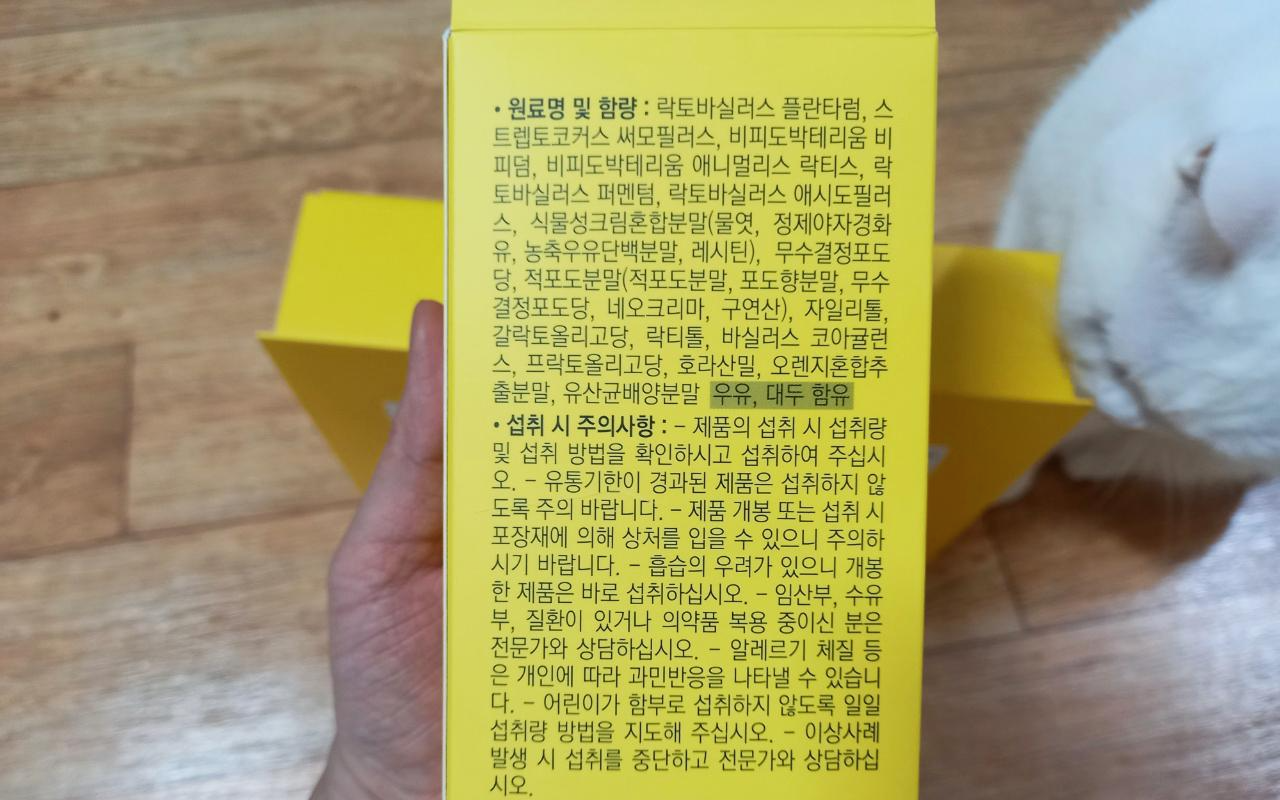 • 원료명 및 함량 : 락토바실러스 플란타럼, 스
트렙토코커스 써모필러스, 비피도박테리움 비
피덤, 비피도박테리움 애니멀리스 락티스, 락
토바실러스 퍼멘텀, 락토바실러스 애시도필러
스, 식물성크림혼합분말(물엿, 정제야자경화
유, 농축우유단백분말, 레시틴), 무수결정포도
당, 적포도분말(적포도분말, 포도향분말, 무수
결정포도당, 네오크리마, 구연산), 자일리톨,
갈락토올리고당, 락티톨, 바실러스 코아귤런
스, 프락토올리고당, 호라산밀, 오렌지혼합추
출분말, 유산균배양분말 우유, 대두 함유
• 섭취 시 주의사항 : – 제품의 섭취 시 섭취량
및 섭취 방법을 확인하시고 섭취하여 주십시
오. – 유통기한이 경과된 제품은 섭취하지 않
도록 주의 바랍니다. – 제품 개봉 또는 섭취 시
포장재에 의해 상처를 입을 수 있으니 주의하
시기 바랍니다. – 흡습의 우려가 있으니 개봉
한 제품은 바로 섭취하십시오. – 임산부, 수유
부, 질환이 있거나 의약품 복용 중이신 분은
전문가와 상담하십시오. – 알레르기 체질 등
은 개인에 따라 과민반응을 나타낼 수 있습니
다. – 어린이가 함부로 섭취하지 않도록 일일
섭취량 방법을 지도해 주십시오. – 이상사례
발생 시 섭취를 중단하고 전문가와 상담하십
시오.